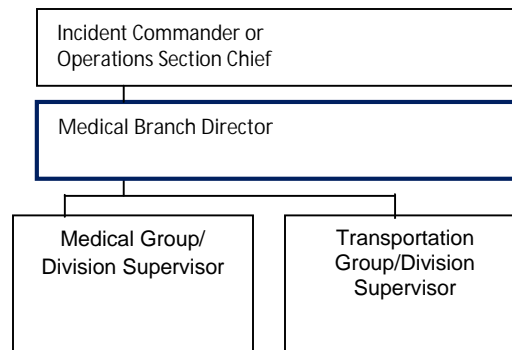 Incident Commander or
Operations Section Chief
Medical Branch Director
Medical Group/
Division Supervisor
Transportation
Group/Division
Supervisor